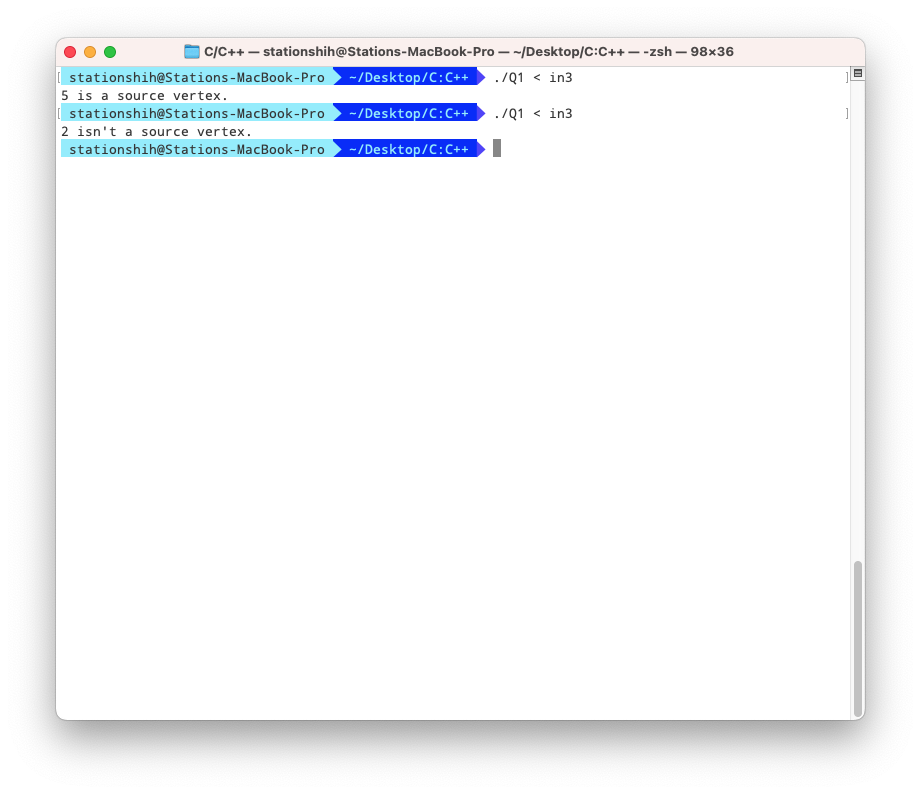 C/C++ — stationshih@Stations-MacBook-Pro — ~/Desktop/C:C++ — -zsh — 98×36
[ stationshih@Stations-MacBook-Pro ~/Desktop/C:C++ ./Q1 < in3 ]
5 is a source vertex.
[ stationshih@Stations-MacBook-Pro ~/Desktop/C:C++ ./Q1 < in3 ]
2 isn't a source vertex.
stationshih@Stations-MacBook-Pro ~/Desktop/C:C++